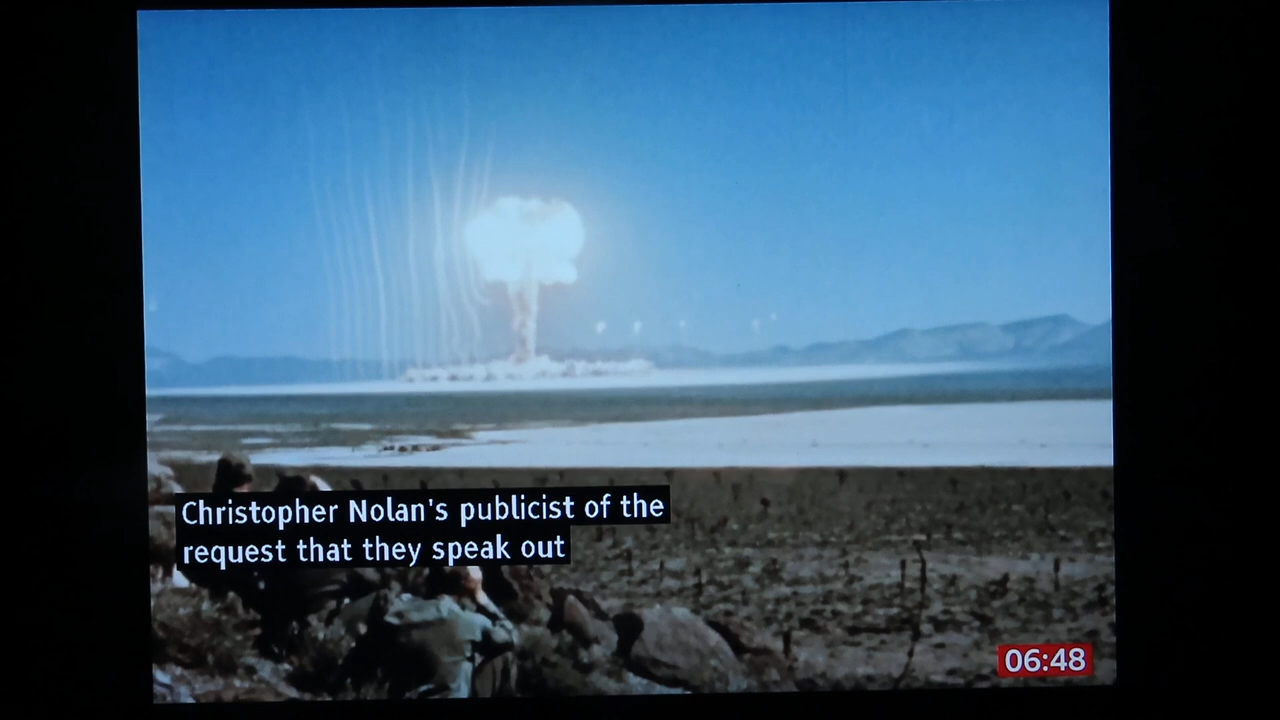 Christopher Nolan's publicist of the
request that they speak out
06:48